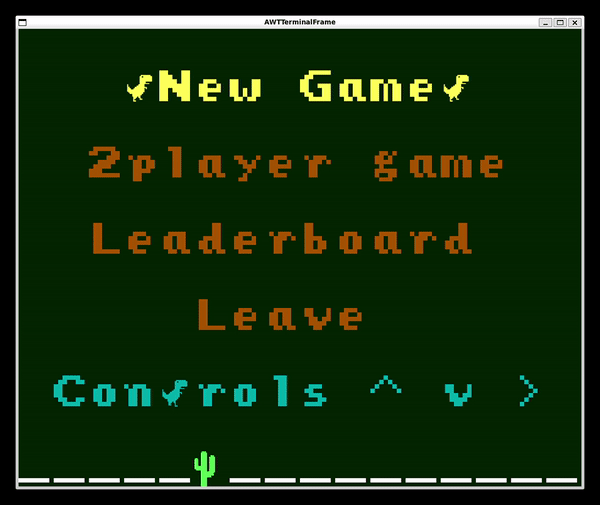 AWTTerminalFrame
New Game
2player game
Leaderboard
Leave
Con rols ^ v >